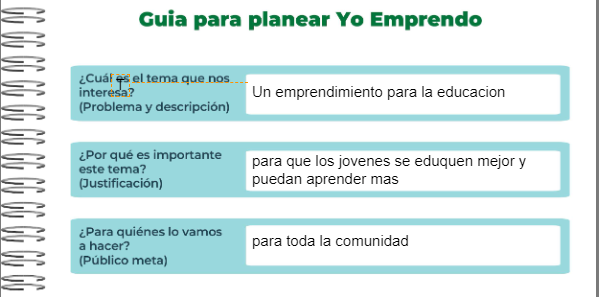 Guia para planear Yo Emprendo
¿Cuál es el tema que nos
interesa?
(Problema y descripción)
Un emprendimiento para la educacion
¿Por qué es importante
este tema?
(Justificación)
para que los jovenes se eduquen mejor y
puedan aprender mas
¿Para quiénes lo vamos
a hacer?
(Público meta)
para toda la comunidad